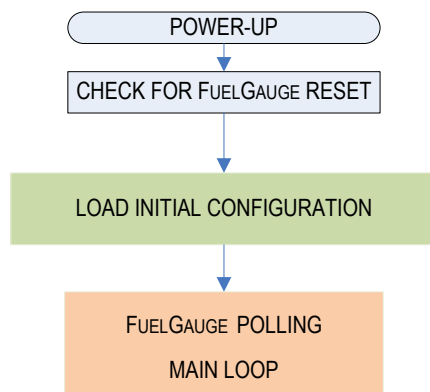 POWER-UP
CHECK FOR FUELGAUGE RESET
LOAD INITIAL CONFIGURATION
FUELGAUGE POLLING
MAIN LOOP